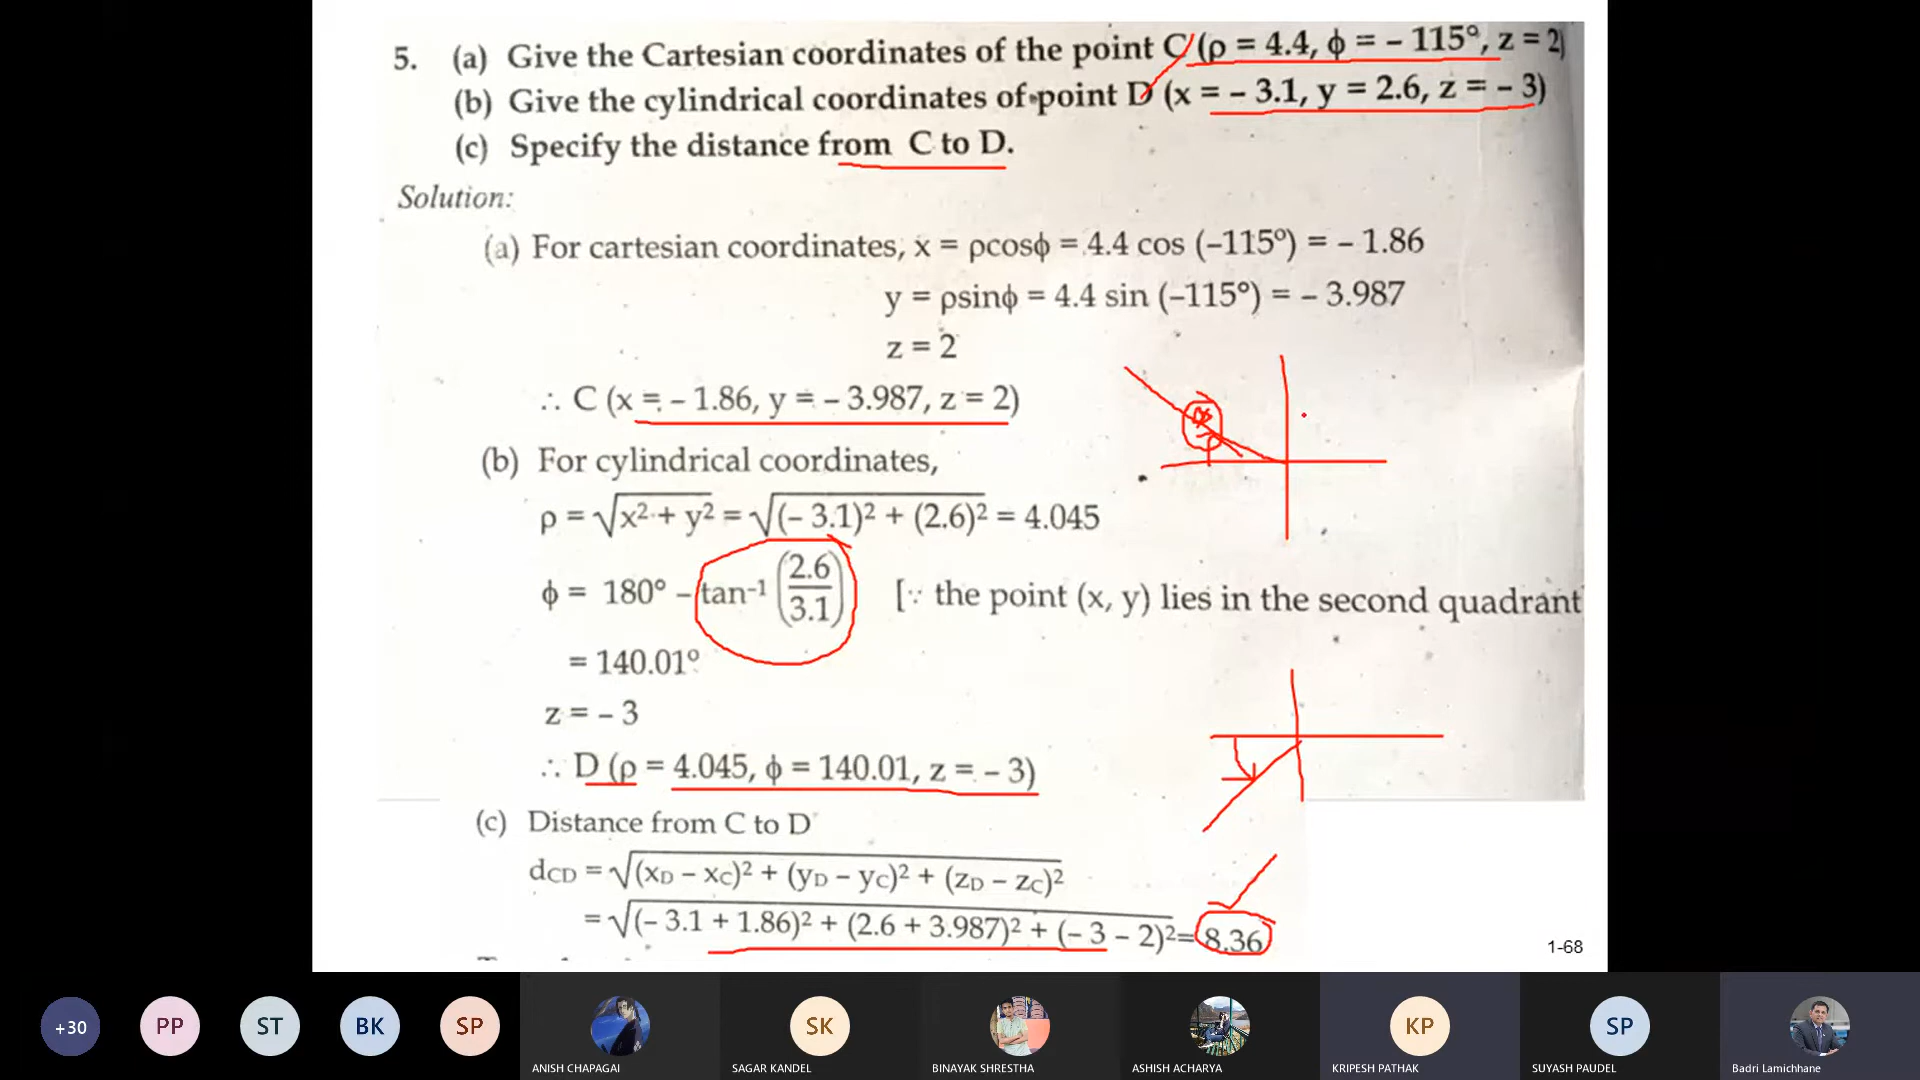 5. (a) Give the Cartesian coordinates of the point C (ρ = 4.4, ϕ = – 115°, z = 2)
(b) Give the cylindrical coordinates of point D (x = – 3.1, y = 2.6, z = – 3)
(c) Specify the distance from C to D.
Solution:
(a) For cartesian coordinates, x = ρcosϕ = 4.4 cos (–115°) = – 1.86
y = ρsinϕ = 4.4 sin (–115°) = – 3.987
z = 2
∴ C (x = – 1.86, y = – 3.987, z = 2)
(b) For cylindrical coordinates,
ρ = √x² + y² = √(– 3.1)² + (2.6)² = 4.045
ϕ = 180° – tan⁻¹ (2.6/3.1) [∵ the point (x, y) lies in the second quadrant
= 140.01°
z = – 3
∴ D (ρ = 4.045, ϕ = 140.01, z = – 3)
(c) Distance from C to D
dCD = √(xD – xC)² + (yD – yC)² + (zD – zC)²
= √(– 3.1 + 1.86)² + (2.6 + 3.987)² + (– 3 – 2)² = 8.36
1-68
+30 PP ST BK SP SK KP SP
ANISH CHAPAGAI SAGAR KANDEL BINAYAK SHRESTHA ASHISH ACHARYA KRIPESH PATHAK SUYASH PAUDEL Badri Lamichhane